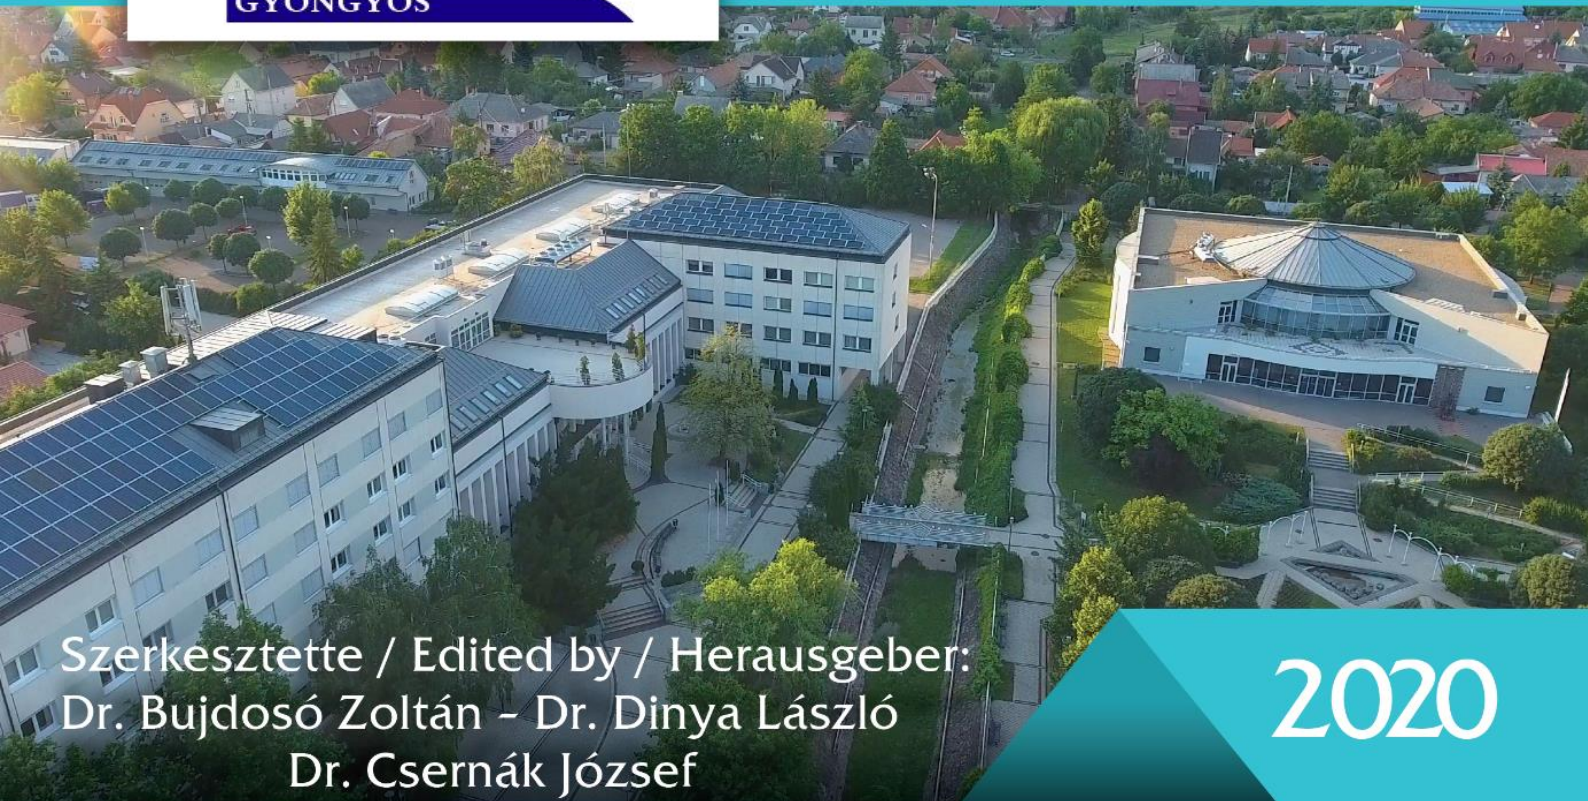 GYÖNGYÖS
Szerkesztette / Edited by / Herausgeber:
Dr. Bujdosó Zoltán – Dr. Dinya László
Dr. Csernák József
2020